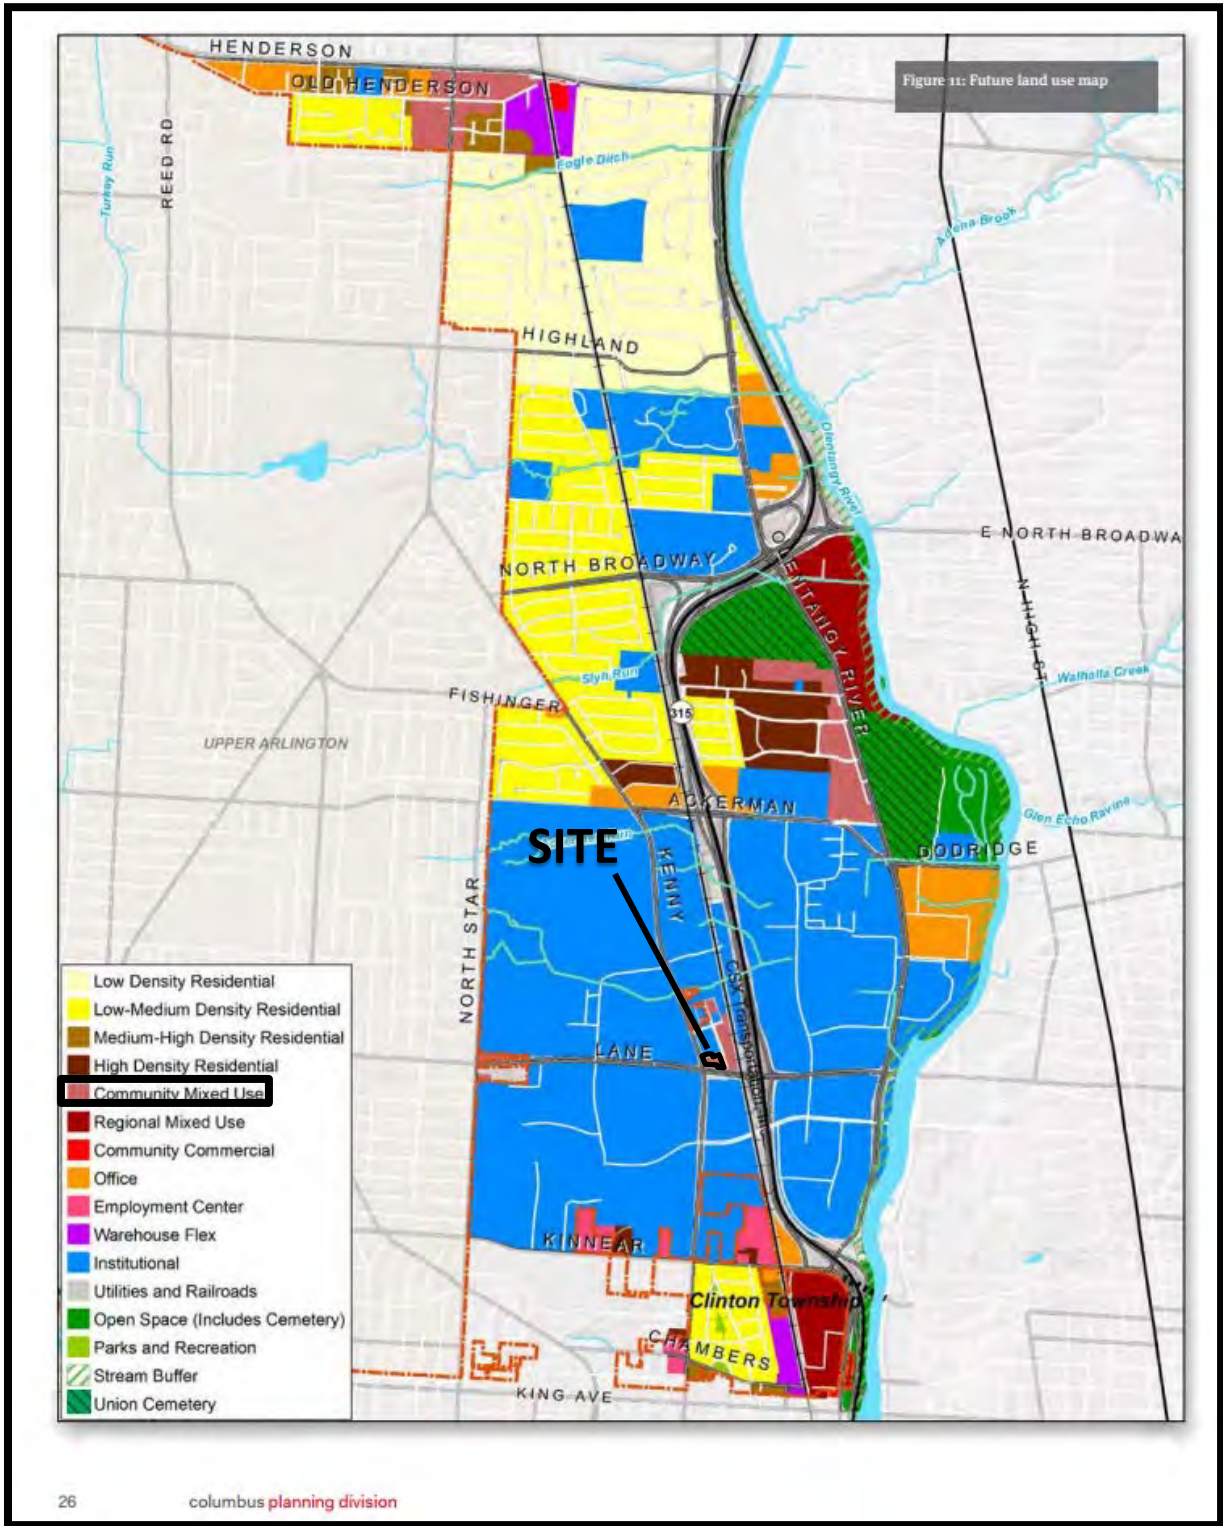 HENDERSON
OLD HENDERSON
Figure 11: Future land use map
REED RD
Turkey Run
Eagle Ditch
Adena Brook
HIGHLAND
Olentangy River
E NORTH BROADWA
NORTH BROADWAY
OLENTANGY RIVER
N HIGH ST
Walhalla Creek
Slyh Run
FISHINGER
315
UPPER ARLINGTON
ACKERMAN
Glen Echo Ravine
DODRIDGE
SITE
KENNY
NORTH STAR
CSX Transportation, Inc.
LANE
Low Density Residential
Low-Medium Density Residential
Medium-High Density Residential
High Density Residential
Community Mixed Use
Regional Mixed Use
Community Commercial
Office
Employment Center
Warehouse Flex
Institutional
Utilities and Railroads
Open Space (Includes Cemetery)
Parks and Recreation
Stream Buffer
Union Cemetery
KINNEAR
Clinton Township
CHAMBERS
KING AVE
26
columbus planning division